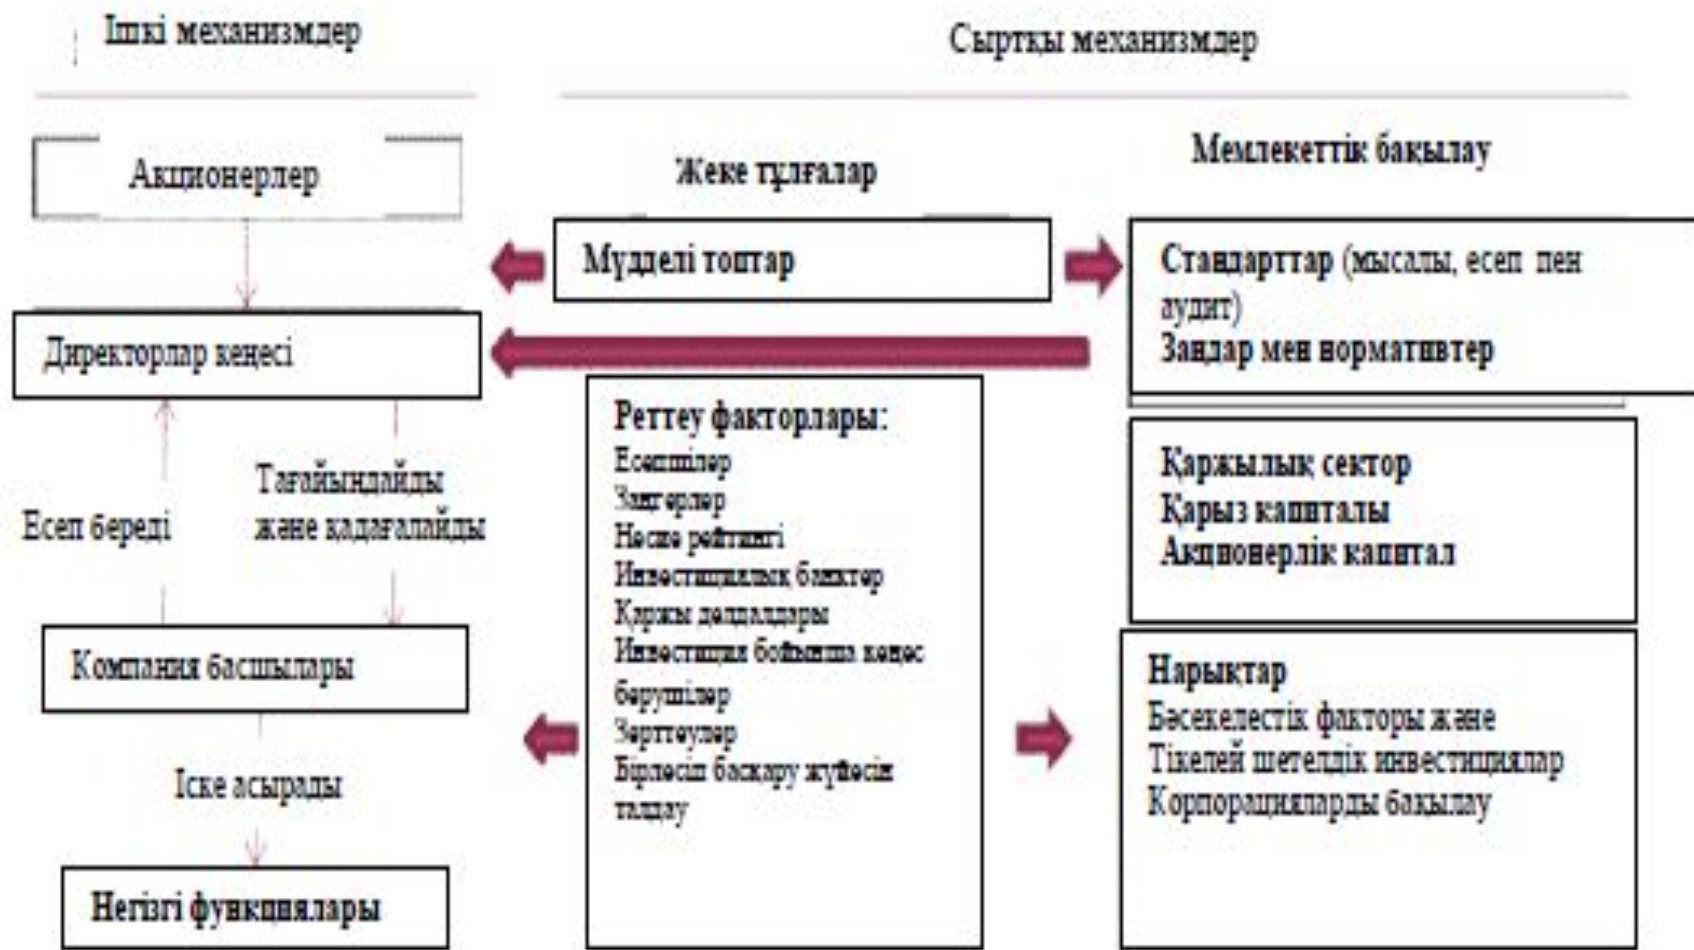 Ішкі механизмдер
Сыртқы механизмдер
Акционерлер
Директорлар кеңесі
Есеп береді
Тағайындайды
және қадағалайды
Компания басшылары
Іске асырады
Негізгі функциялары
Жеке тұлғалар
Мүдделі топтар
Реттеу факторлары:
Есепшілер
Заңгерлер
Несие рейтингі
Инвестициялық банктер
Қаржы делдалдары
Инвестиция бойынша кеңес
берушілер
Зерттеулер
Бірлесіп басқару жүйесін
талдау
Мемлекеттік бақылау
Стандарттар (мысалы, есеп пен
аудит)
Заңдар мен нормативтер
Қаржылық сектор
Қарыз капиталы
Акционерлік капитал
Нарықтар
Бәсекелестік факторы және
Тікелей шетелдік инвестициялар
Корпорацияларды бақылау